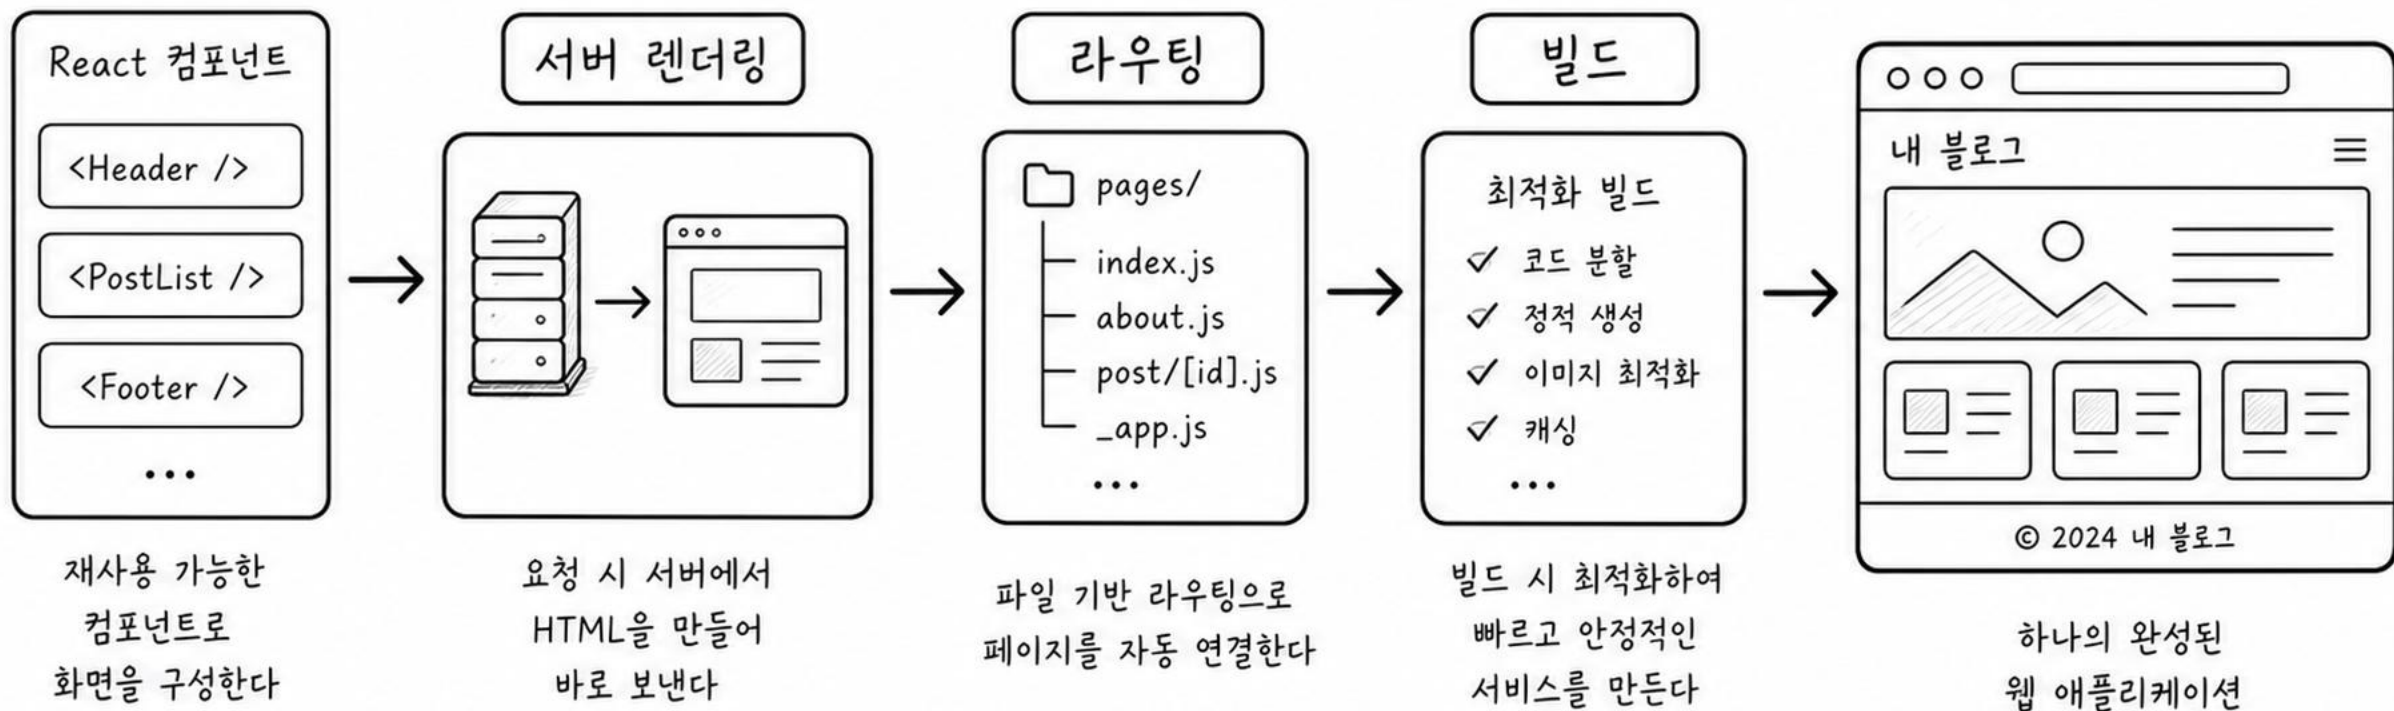 React 컴포넌트
<Header />
<PostList />
<Footer />
...
재사용 가능한
컴포넌트로
화면을 구성한다
서버 렌더링
요청 시 서버에서
HTML을 만들어
바로 보낸다
라우팅
pages/
index.js
about.js
post/[id].js
_app.js
...
파일 기반 라우팅으로
페이지를 자동 연결한다
빌드
최적화 빌드
코드 분할
정적 생성
이미지 최적화
캐싱
...
빌드 시 최적화하여
빠르고 안정적인
서비스를 만든다
내 블로그
© 2024 내 블로그
하나의 완성된
웹 애플리케이션